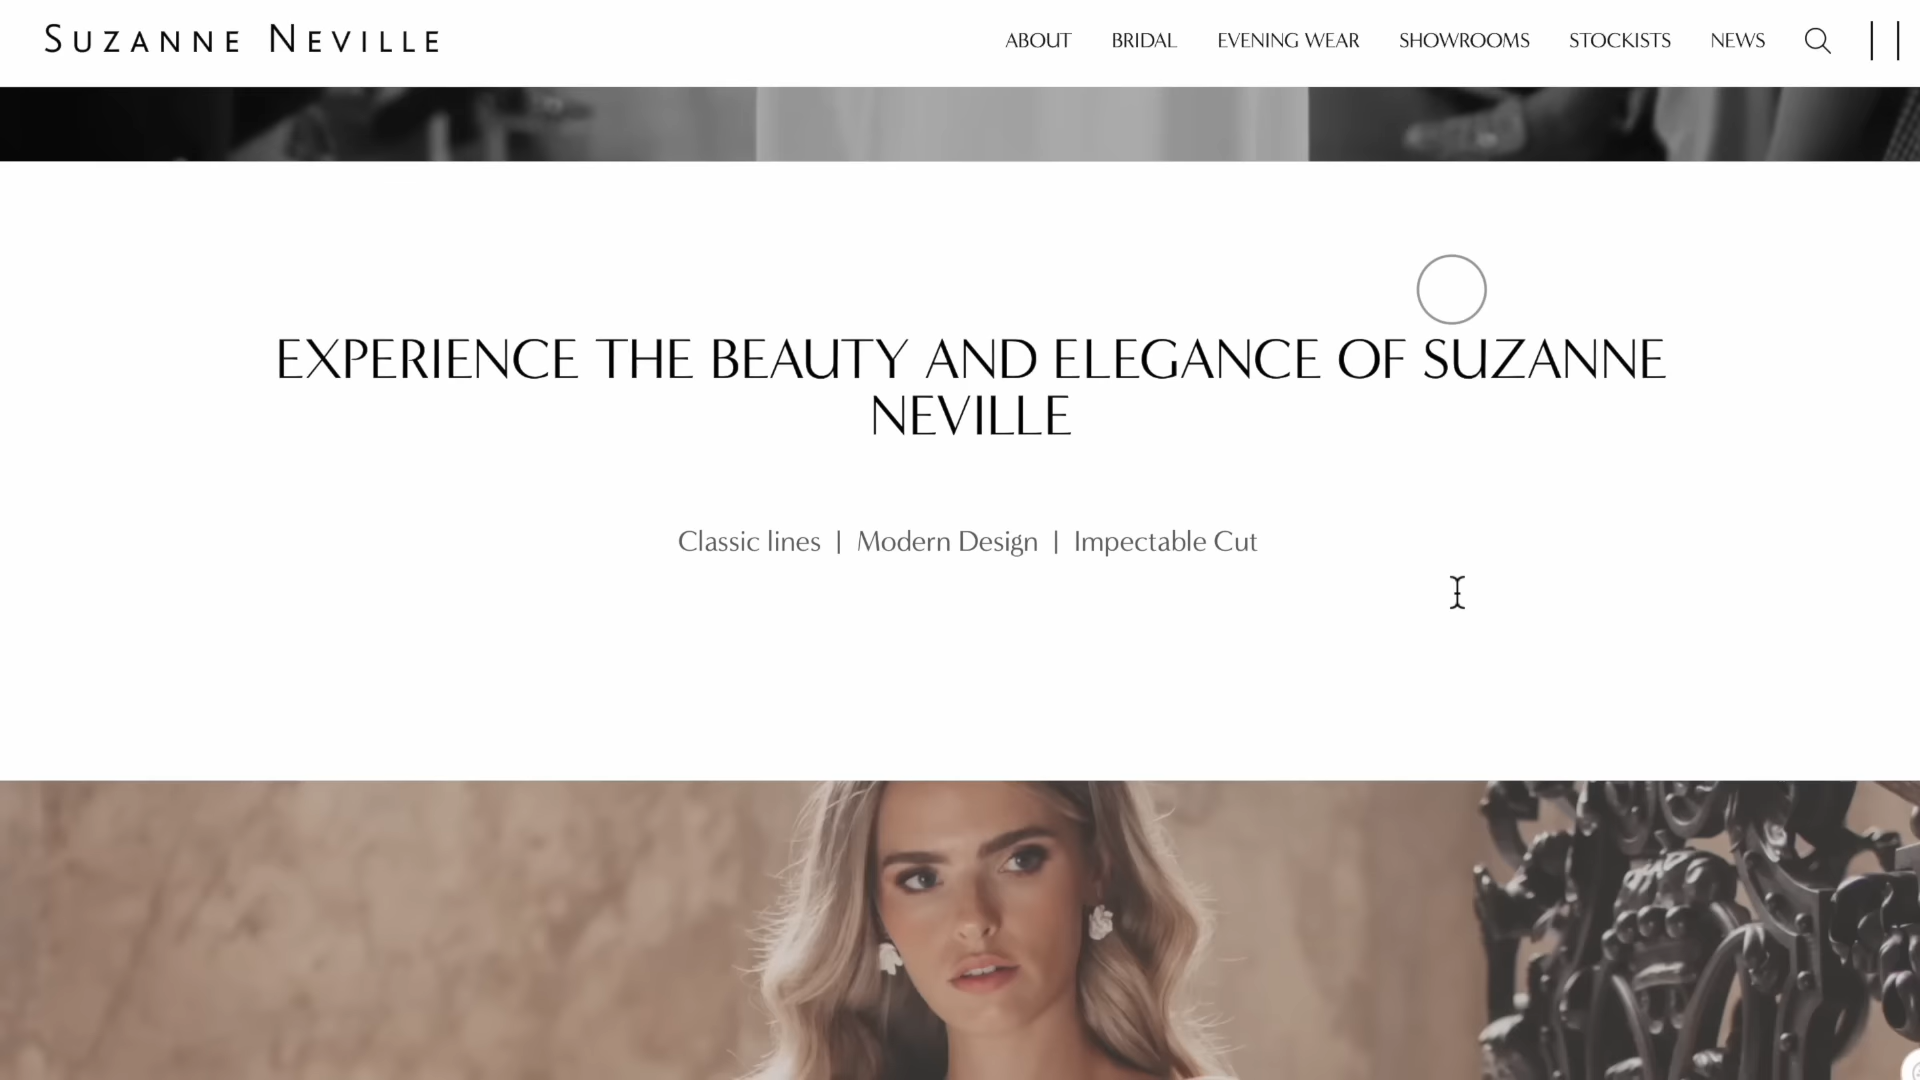 SUZANNE NEVILLE
ABOUT BRIDAL EVENING WEAR SHOWROOMS STOCKISTS NEWS
EXPERIENCE THE BEAUTY AND ELEGANCE OF SUZANNE
NEVILLE
Classic lines | Modern Design | Impectable Cut